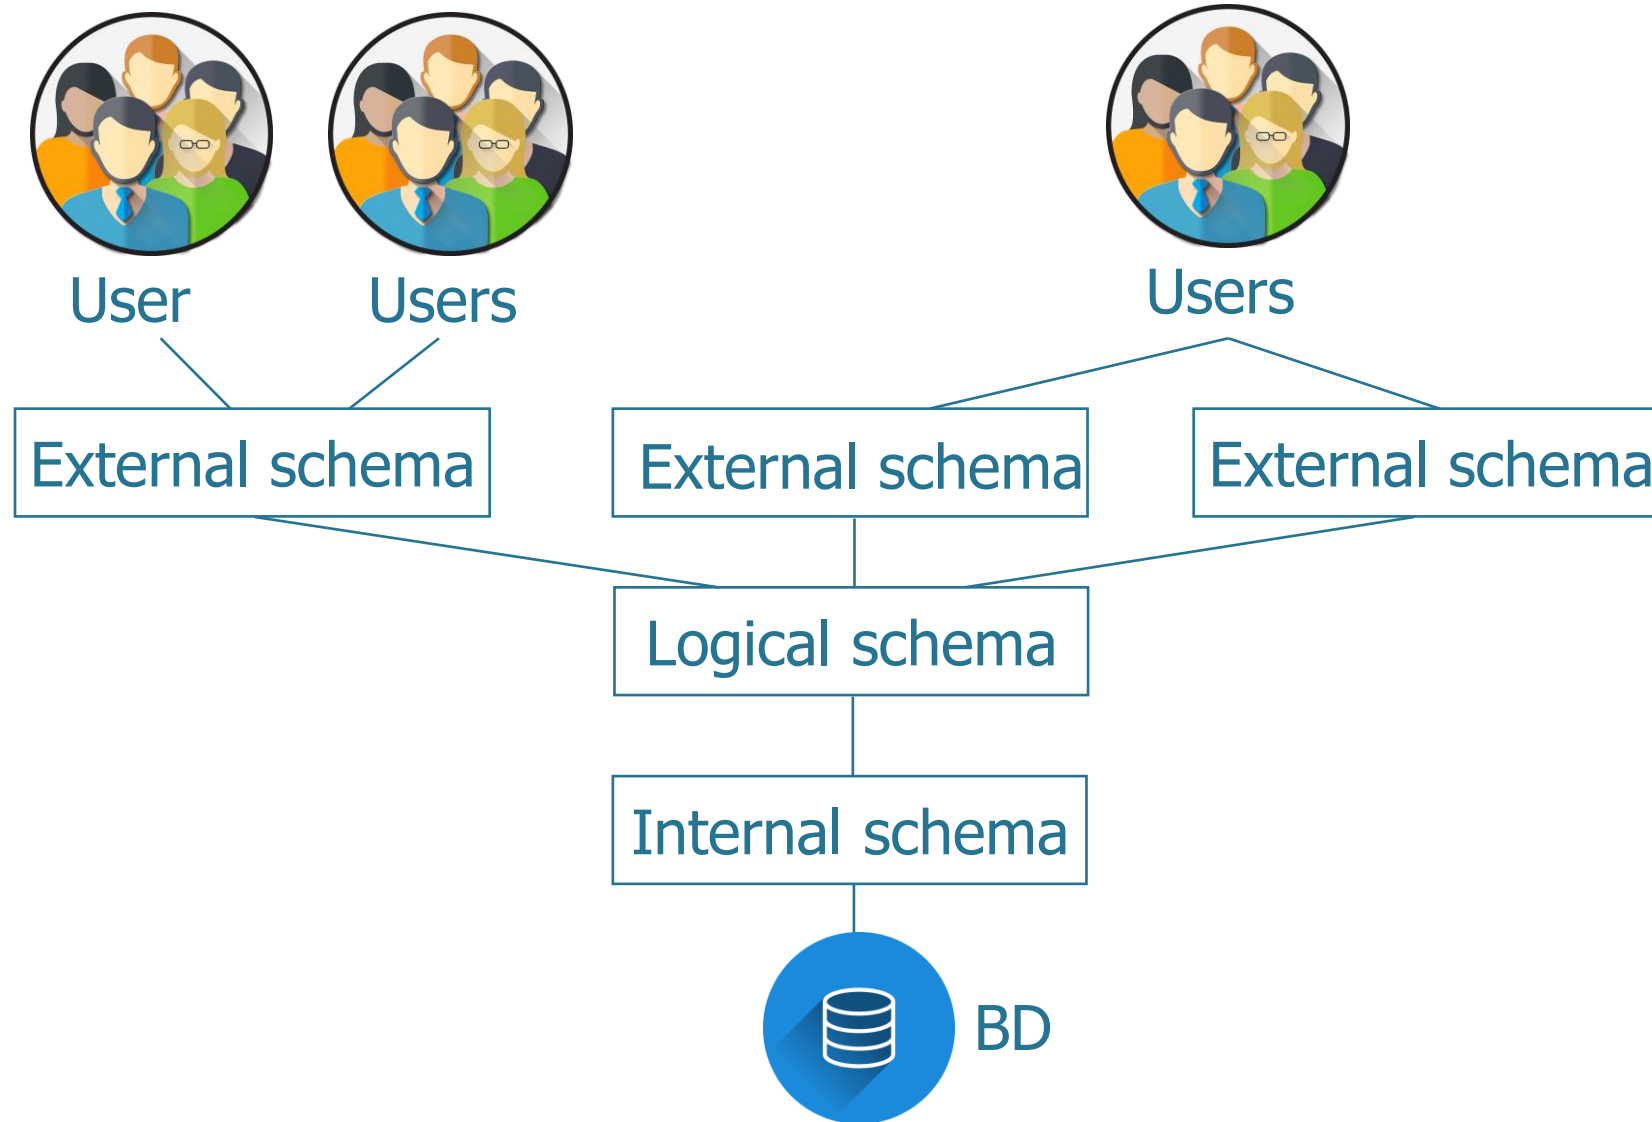 User
Users
Users
External schema
External schema
External schema
Logical schema
Internal schema
BD